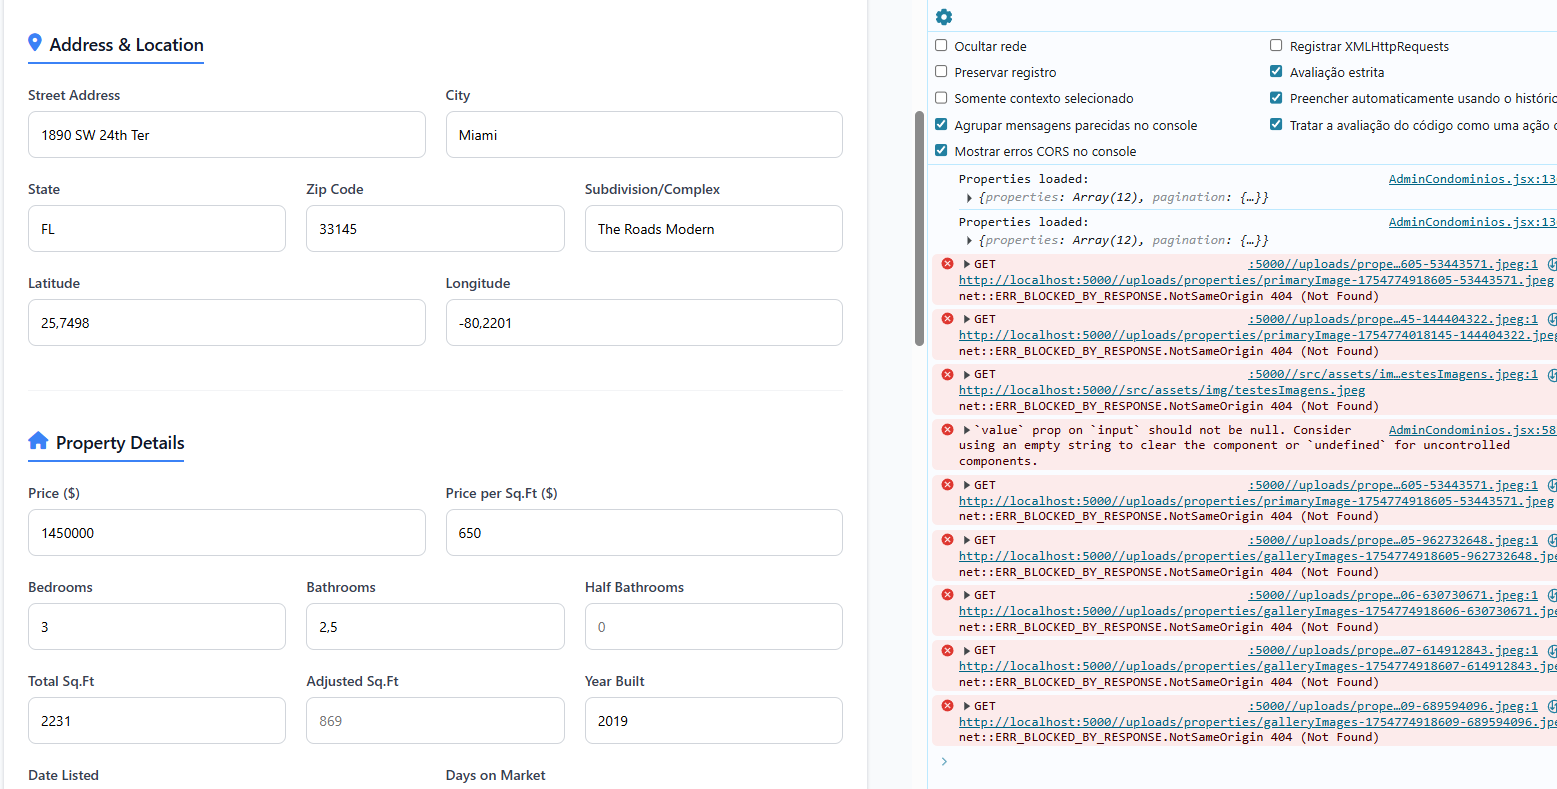 Address & Location
Street Address
City
1890 SW 24th Ter
Miami
State
Zip Code
Subdivision/Complex
FL
33145
The Roads Modern
Latitude
Longitude
25,7498
-80,2201
Property Details
Price ($)
Price per Sq.Ft ($)
1450000
650
Bedrooms
Bathrooms
Half Bathrooms
3
2,5
0
Total Sq.Ft
Adjusted Sq.Ft
Year Built
2231
869
2019
Date Listed
Days on Market
Ocultar rede
Registrar XMLHttpRequests
Preservar registro
Avaliação estrita
Somente contexto selecionado
Preencher automaticamente usando o históric
Agrupar mensagens parecidas no console
Tratar a avaliação do código como uma ação
Mostrar erros CORS no console
Properties loaded: AdminCondominios.jsx:13
{properties: Array(12), pagination: {…}}
Properties loaded: AdminCondominios.jsx:13
{properties: Array(12), pagination: {…}}
GET :5000//uploads/prope…605-53443571.jpeg:1
http://localhost:5000//uploads/properties/primaryImage-1754774918605-53443571.jpeg
net::ERR_BLOCKED_BY_RESPONSE.NotSameOrigin 404 (Not Found)
GET :5000//uploads/prope…45-144404322.jpeg:1
http://localhost:5000//uploads/properties/primaryImage-1754774018145-144404322.jpeg
net::ERR_BLOCKED_BY_RESPONSE.NotSameOrigin 404 (Not Found)
GET :5000//src/assets/im…estesImagens.jpeg:1
http://localhost:5000//src/assets/img/testesImagens.jpeg
net::ERR_BLOCKED_BY_RESPONSE.NotSameOrigin 404 (Not Found)
`value` prop on `input` should not be null. Consider AdminCondominios.jsx:58
using an empty string to clear the component or `undefined` for uncontrolled
components.
GET :5000//uploads/prope…605-53443571.jpeg:1
http://localhost:5000//uploads/properties/primaryImage-1754774918605-53443571.jpeg
net::ERR_BLOCKED_BY_RESPONSE.NotSameOrigin 404 (Not Found)
GET :5000//uploads/prope…05-962732648.jpeg:1
http://localhost:5000//uploads/properties/galleryImages-1754774918605-962732648.jpe
net::ERR_BLOCKED_BY_RESPONSE.NotSameOrigin 404 (Not Found)
GET :5000//uploads/prope…06-630730671.jpeg:1
http://localhost:5000//uploads/properties/galleryImages-1754774918606-630730671.jpe
net::ERR_BLOCKED_BY_RESPONSE.NotSameOrigin 404 (Not Found)
GET :5000//uploads/prope…07-614912843.jpeg:1
http://localhost:5000//uploads/properties/galleryImages-1754774918607-614912843.jpe
net::ERR_BLOCKED_BY_RESPONSE.NotSameOrigin 404 (Not Found)
GET :5000//uploads/prope…09-689594096.jpeg:1
http://localhost:5000//uploads/properties/galleryImages-1754774918609-689594096.jpe
net::ERR_BLOCKED_BY_RESPONSE.NotSameOrigin 404 (Not Found)